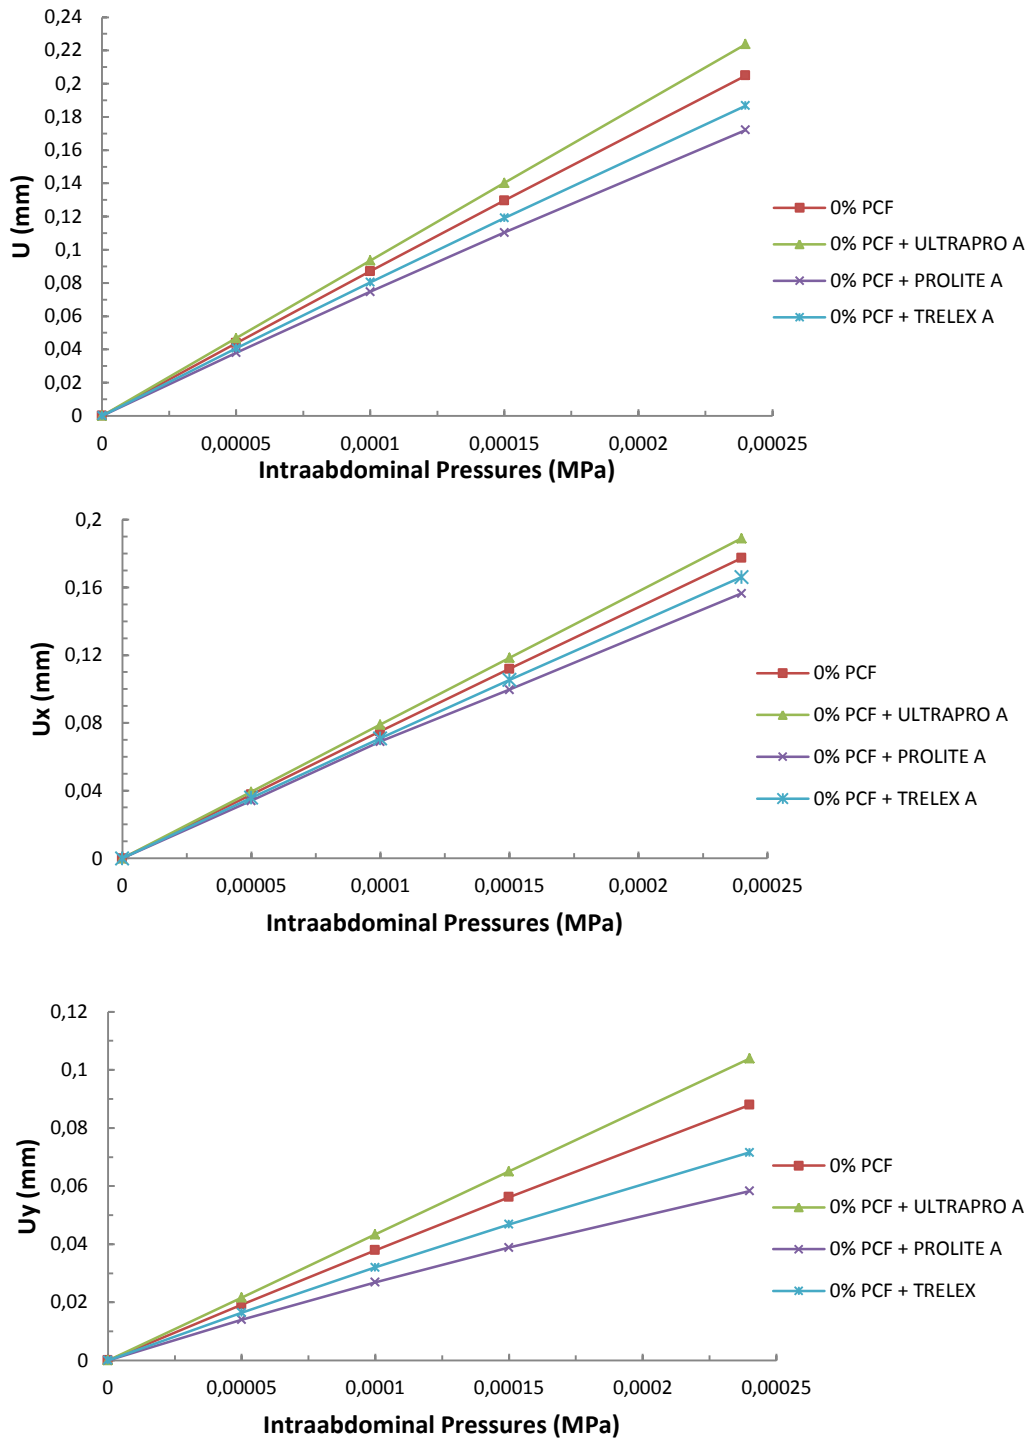 0,24
0,22
0,2
0,18
0,16
0,14
0,12
0,1
0,08
0,06
0,04
0,02
0
U (mm)
0 0,00005 0,0001 0,00015 0,0002 0,00025
Intraabdominal Pressures (MPa)
0% PCF
0% PCF + ULTRAPRO A
0% PCF + PROLITE A
0% PCF + TRELEX A
0,2
0,16
0,12
0,08
0,04
0
Ux (mm)
0 0,00005 0,0001 0,00015 0,0002 0,00025
Intraabdominal Pressures (MPa)
0% PCF
0% PCF + ULTRAPRO A
0% PCF + PROLITE A
0% PCF + TRELEX A
0,12
0,1
0,08
0,06
0,04
0,02
0
Uy (mm)
0 0,00005 0,0001 0,00015 0,0002 0,00025
Intraabdominal Pressures (MPa)
0% PCF
0% PCF + ULTRAPRO A
0% PCF + PROLITE A
0% PCF + TRELEX